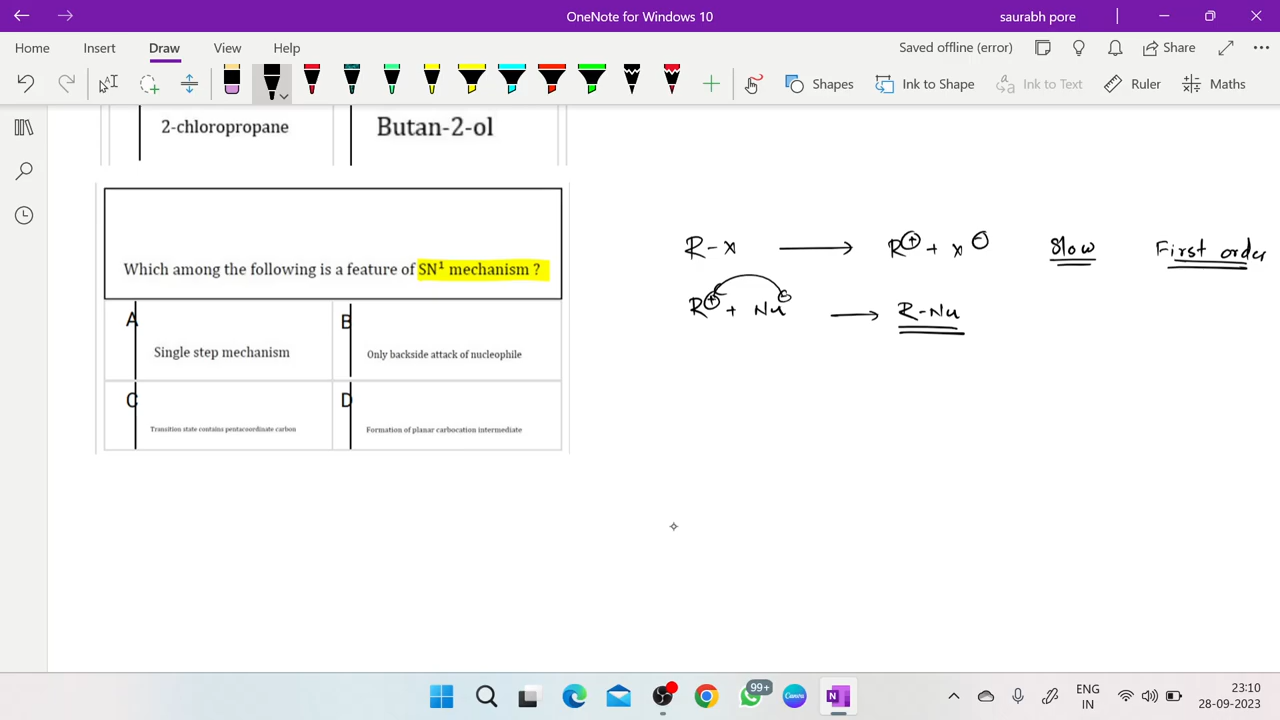 OneNote for Windows 10
saurabh pore
Home Insert Draw View Help
Saved offline (error)
Share
Shapes
Ink to Shape
Ink to Text
Ruler
Maths
2-chloropropane
Butan-2-ol
Which among the following is a feature of SN¹ mechanism ?
A
Single step mechanism
B
Only backside attack of nucleophile
C
Transition state contains pentacoordinate carbon
D
Formation of planar carbocation intermediate
R-x ⟶ R⊕ + x⊖ Slow First order
R⊕ + Nu⊖ ⟶ R-Nu
99+
ENG
IN
23:10
28-09-2023